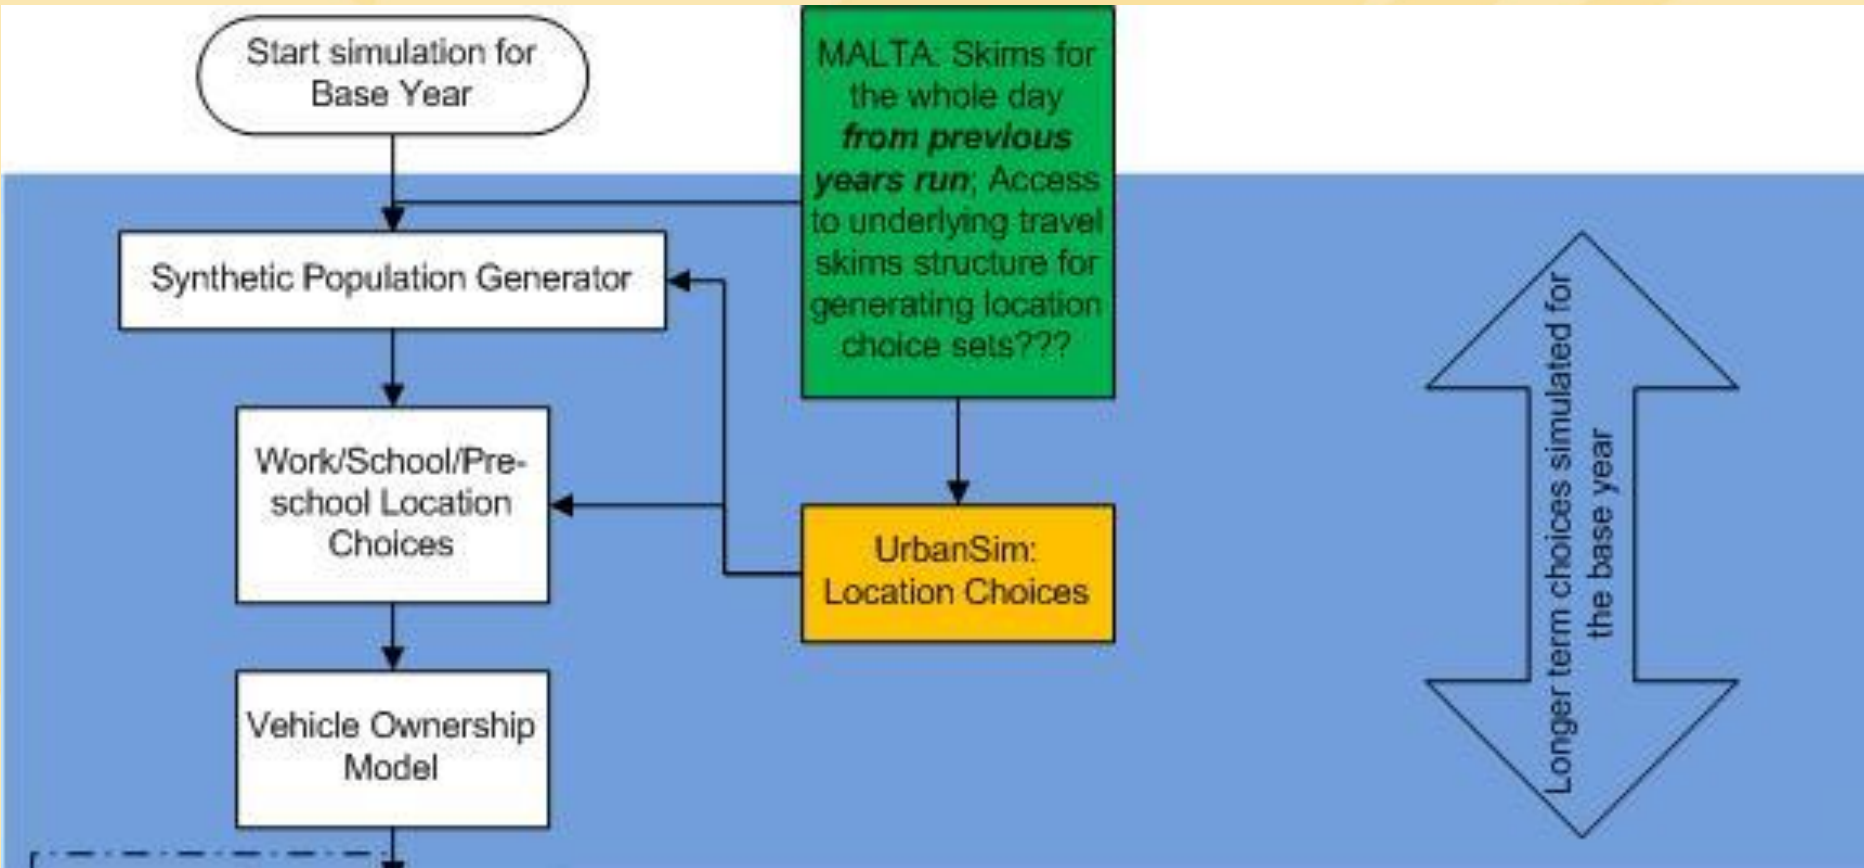 Start simulation for
Base Year
MALTA: Skims for
the whole day
from previous
years run; Access
to underlying travel
skims structure for
generating location
choice sets???
Synthetic Population Generator
Work/School/Pre-
school Location
Choices
UrbanSim:
Location Choices
Vehicle Ownership
Model
Longer term choices simulated for
the base year